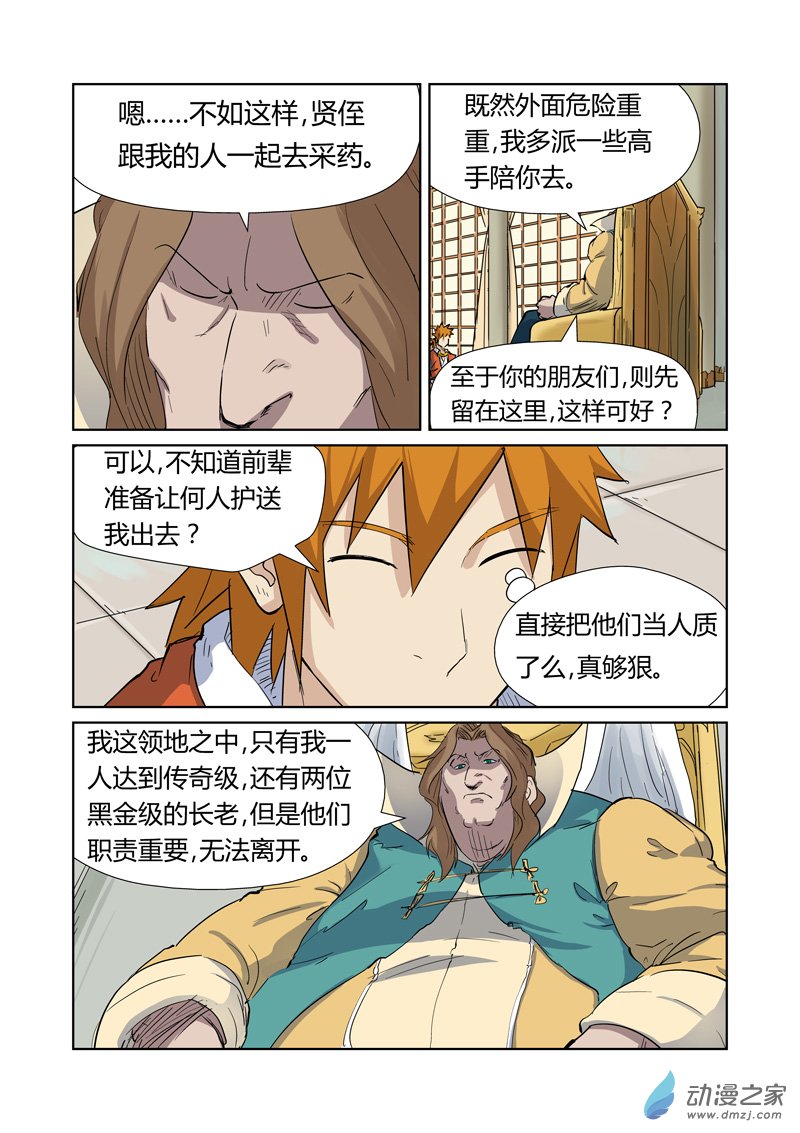 嗯……不如这样,贤侄
跟我的人一起去采药。
既然外面危险重
重,我多派一些高
手陪你去。
至于你的朋友们,则先
留在这里,这样可好？
可以,不知道前辈
准备让何人护送
我出去？
直接把他们当人质
了么,真够狠。
我这领地之中,只有我一
人达到传奇级,还有两位
黑金级的长老,但是他们
职责重要,无法离开。
动漫之家
www.dmzj.com